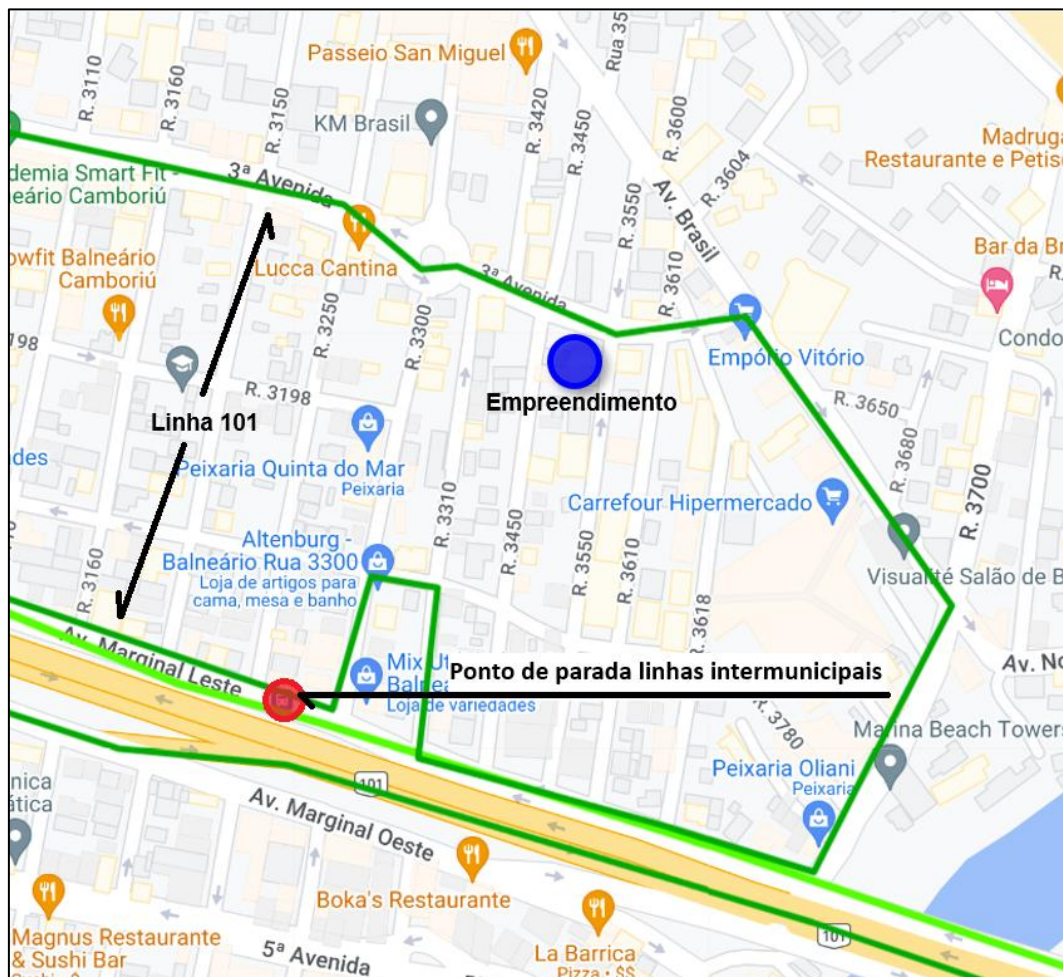 Passeio San Miguel
KM Brasil
R. 3110
R. 3160
R. 3150
R. 3420
R. 3450
Rua 35
R. 3600
R. 3604
Madruga
Restaurante e Petisc
demia Smart Fit -
neário Camboriú
3ª Avenida
Av. Brasil
R. 3550
R. 3610
Bar da Br
owfit Balneário
Camboriú
Lucca Cantina
3ª Avenida
R. 3250
R. 3300
Empório Vitório
Condo
198
Linha 101
R. 3198
Empreendimento
R. 3650
R. 3680
R. 3700
des
Peixaria Quinta do Mar
Peixaria
R. 3310
R. 3450
Carrefour Hipermercado
R. 3160
Altenburg -
Balneário Rua 3300
Loja de artigos para
cama, mesa e banho
R. 3550
R. 3610
R. 3618
Visualité Salão de B
Av. Marginal Leste
Mix Ut
Balne
Loja de variedades
Ponto de parada linhas intermunicipais
Av. No
R. 3780
Marina Beach Towers
Peixaria Oliani
Peixaria
101
nica
ática
Av. Marginal Oeste
Boka's Restaurante
101
Magnus Restaurante
& Sushi Bar
5ª Avenida
La Barrica
Pizza • $$